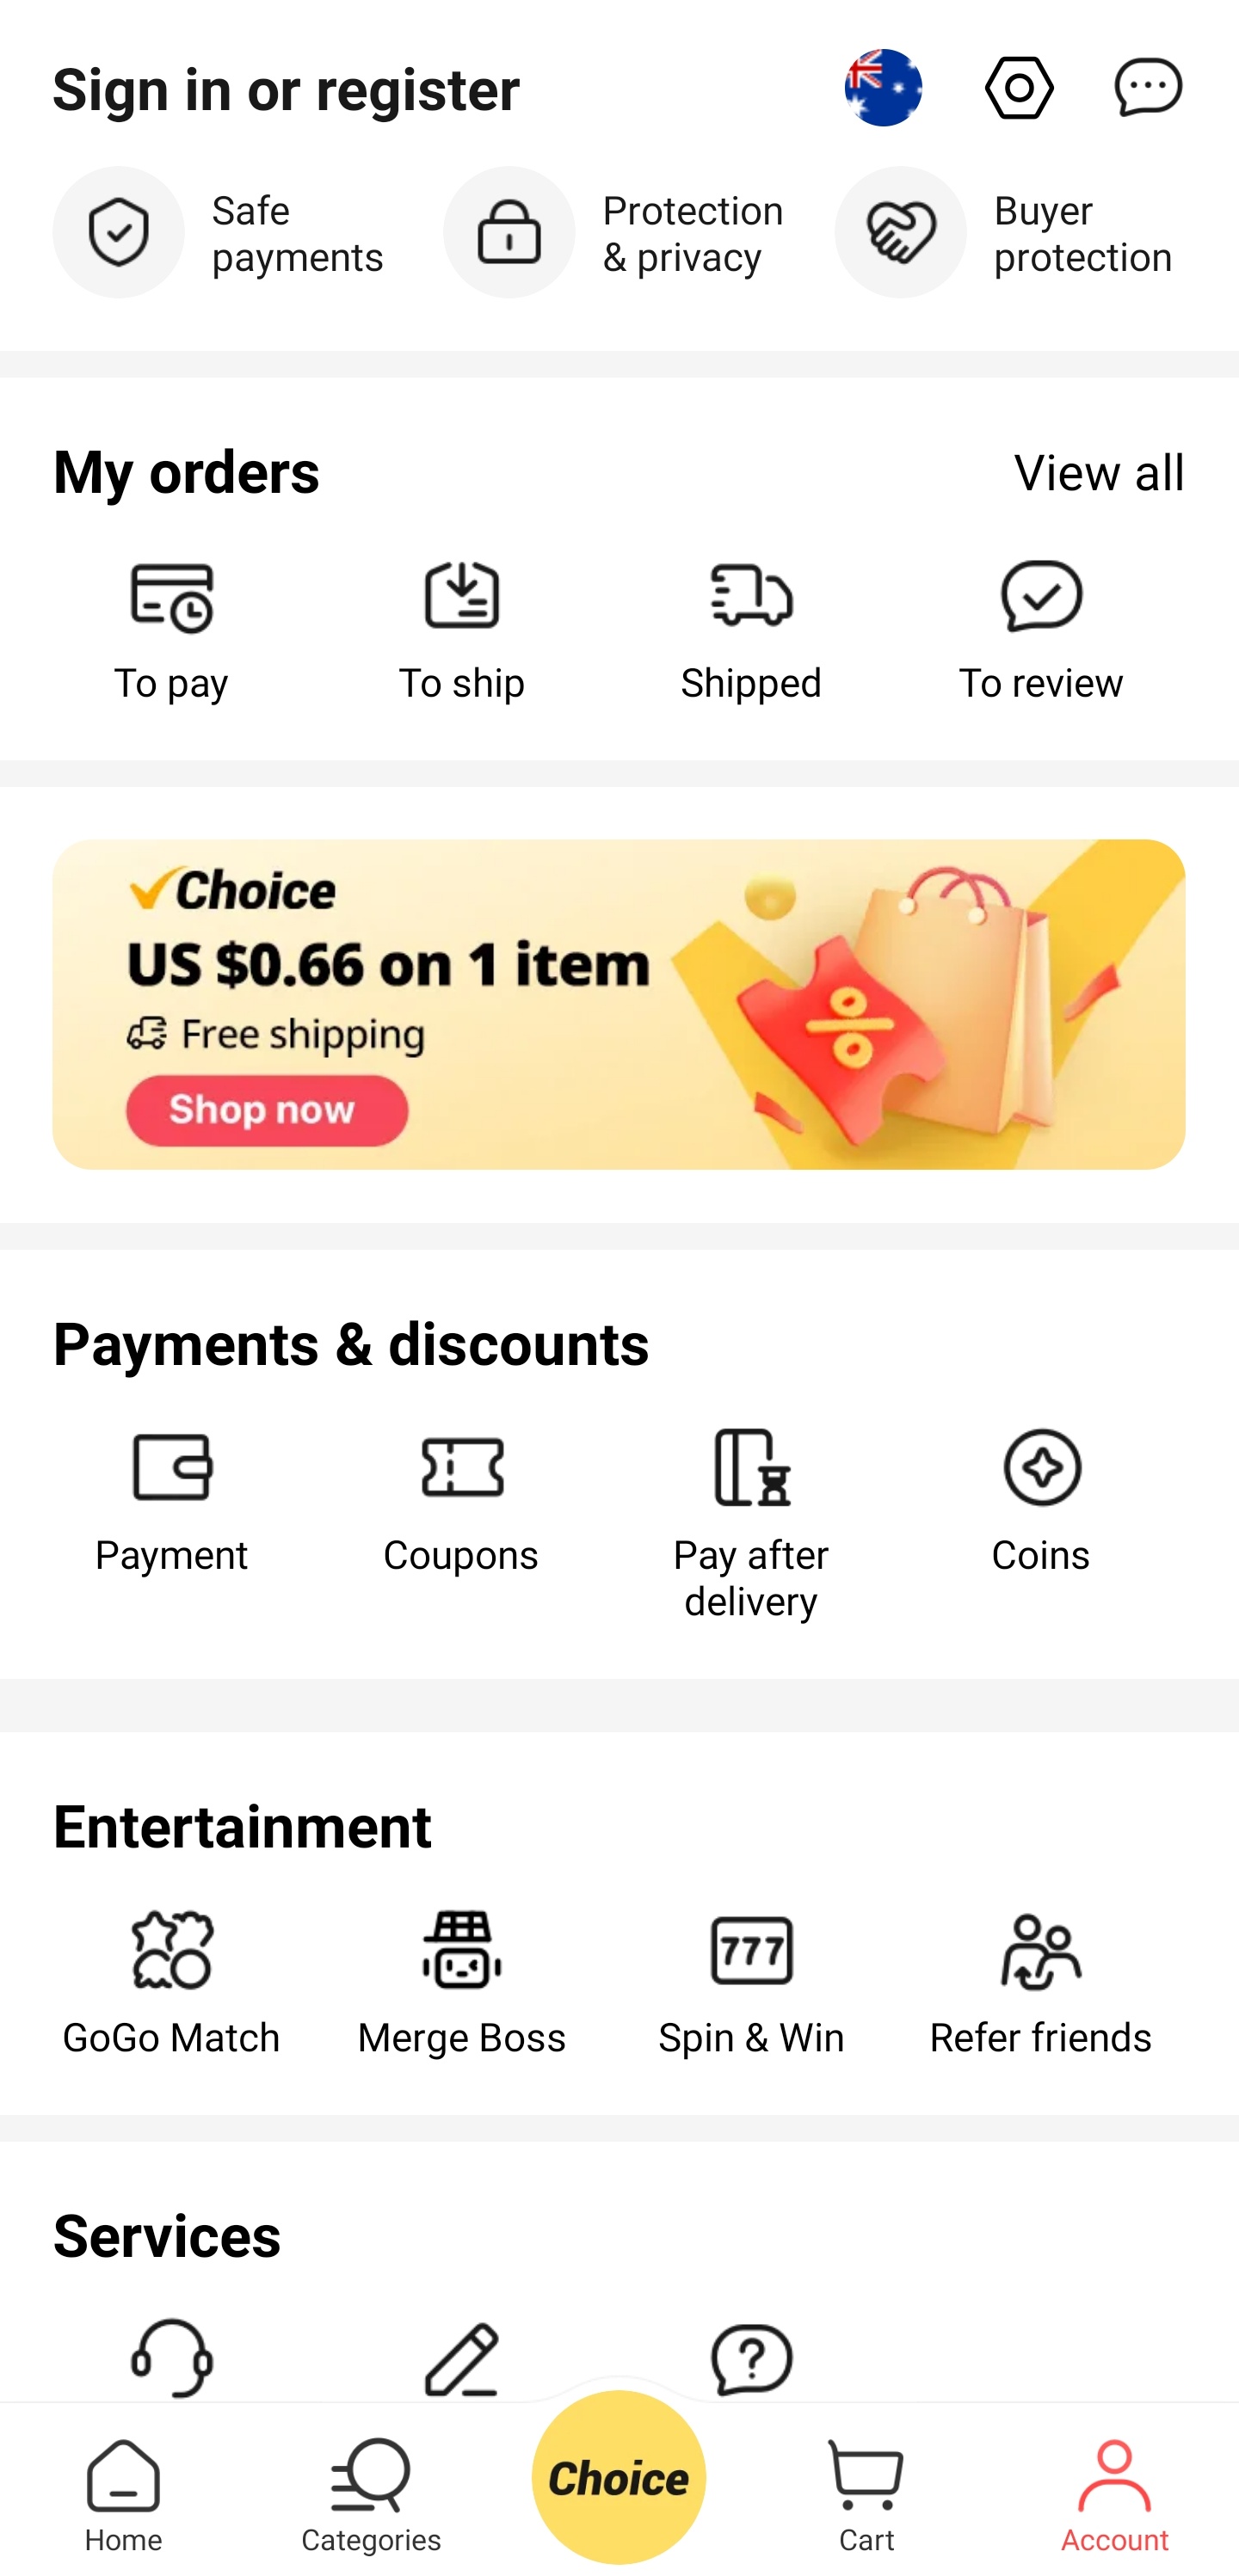 Sign in or register
Safe
payments
Protection
& privacy
Buyer
protection
My orders
View all
To pay
To ship
Shipped
To review
Choice
US $0.66 on 1 item
Free shipping
Shop now
Payments & discounts
Payment
Coupons
Pay after
delivery
Coins
Entertainment
777
GoGo Match
Merge Boss
Spin & Win
Refer friends
Services
Home
Categories
Choice
Cart
Account